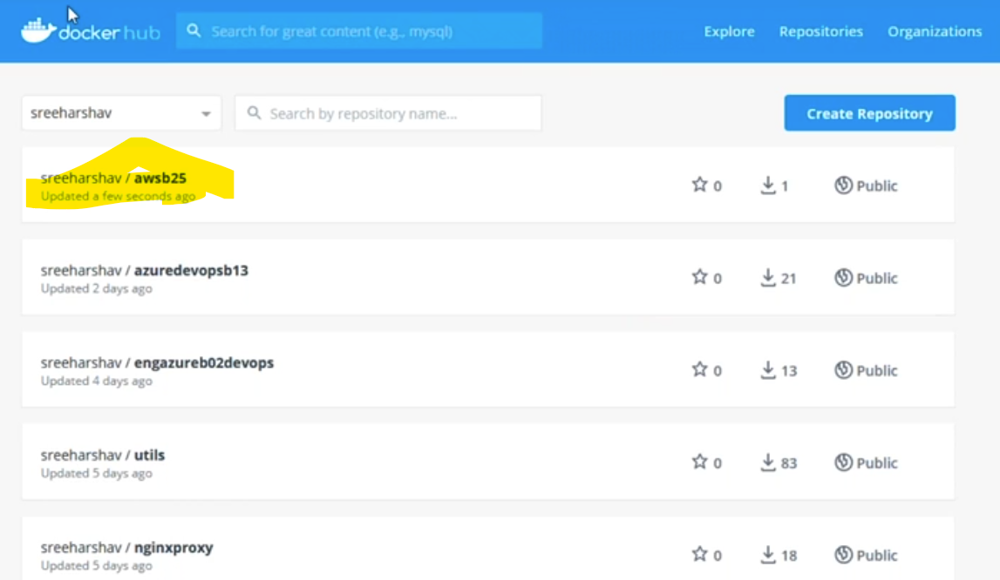 docker hub Search for great content (e.g., mysql) Explore Repositories Organizations
sreeharshav Search by repository name... Create Repository
sreeharshav / awsb25 0 1 Public
Updated a few seconds ago
sreeharshav / azuredevopsb13 0 21 Public
Updated 2 days ago
sreeharshav / engazureb02devops 0 13 Public
Updated 4 days ago
sreeharshav / utils 0 83 Public
Updated 5 days ago
sreeharshav / nginxproxy 0 18 Public
Updated 5 days ago